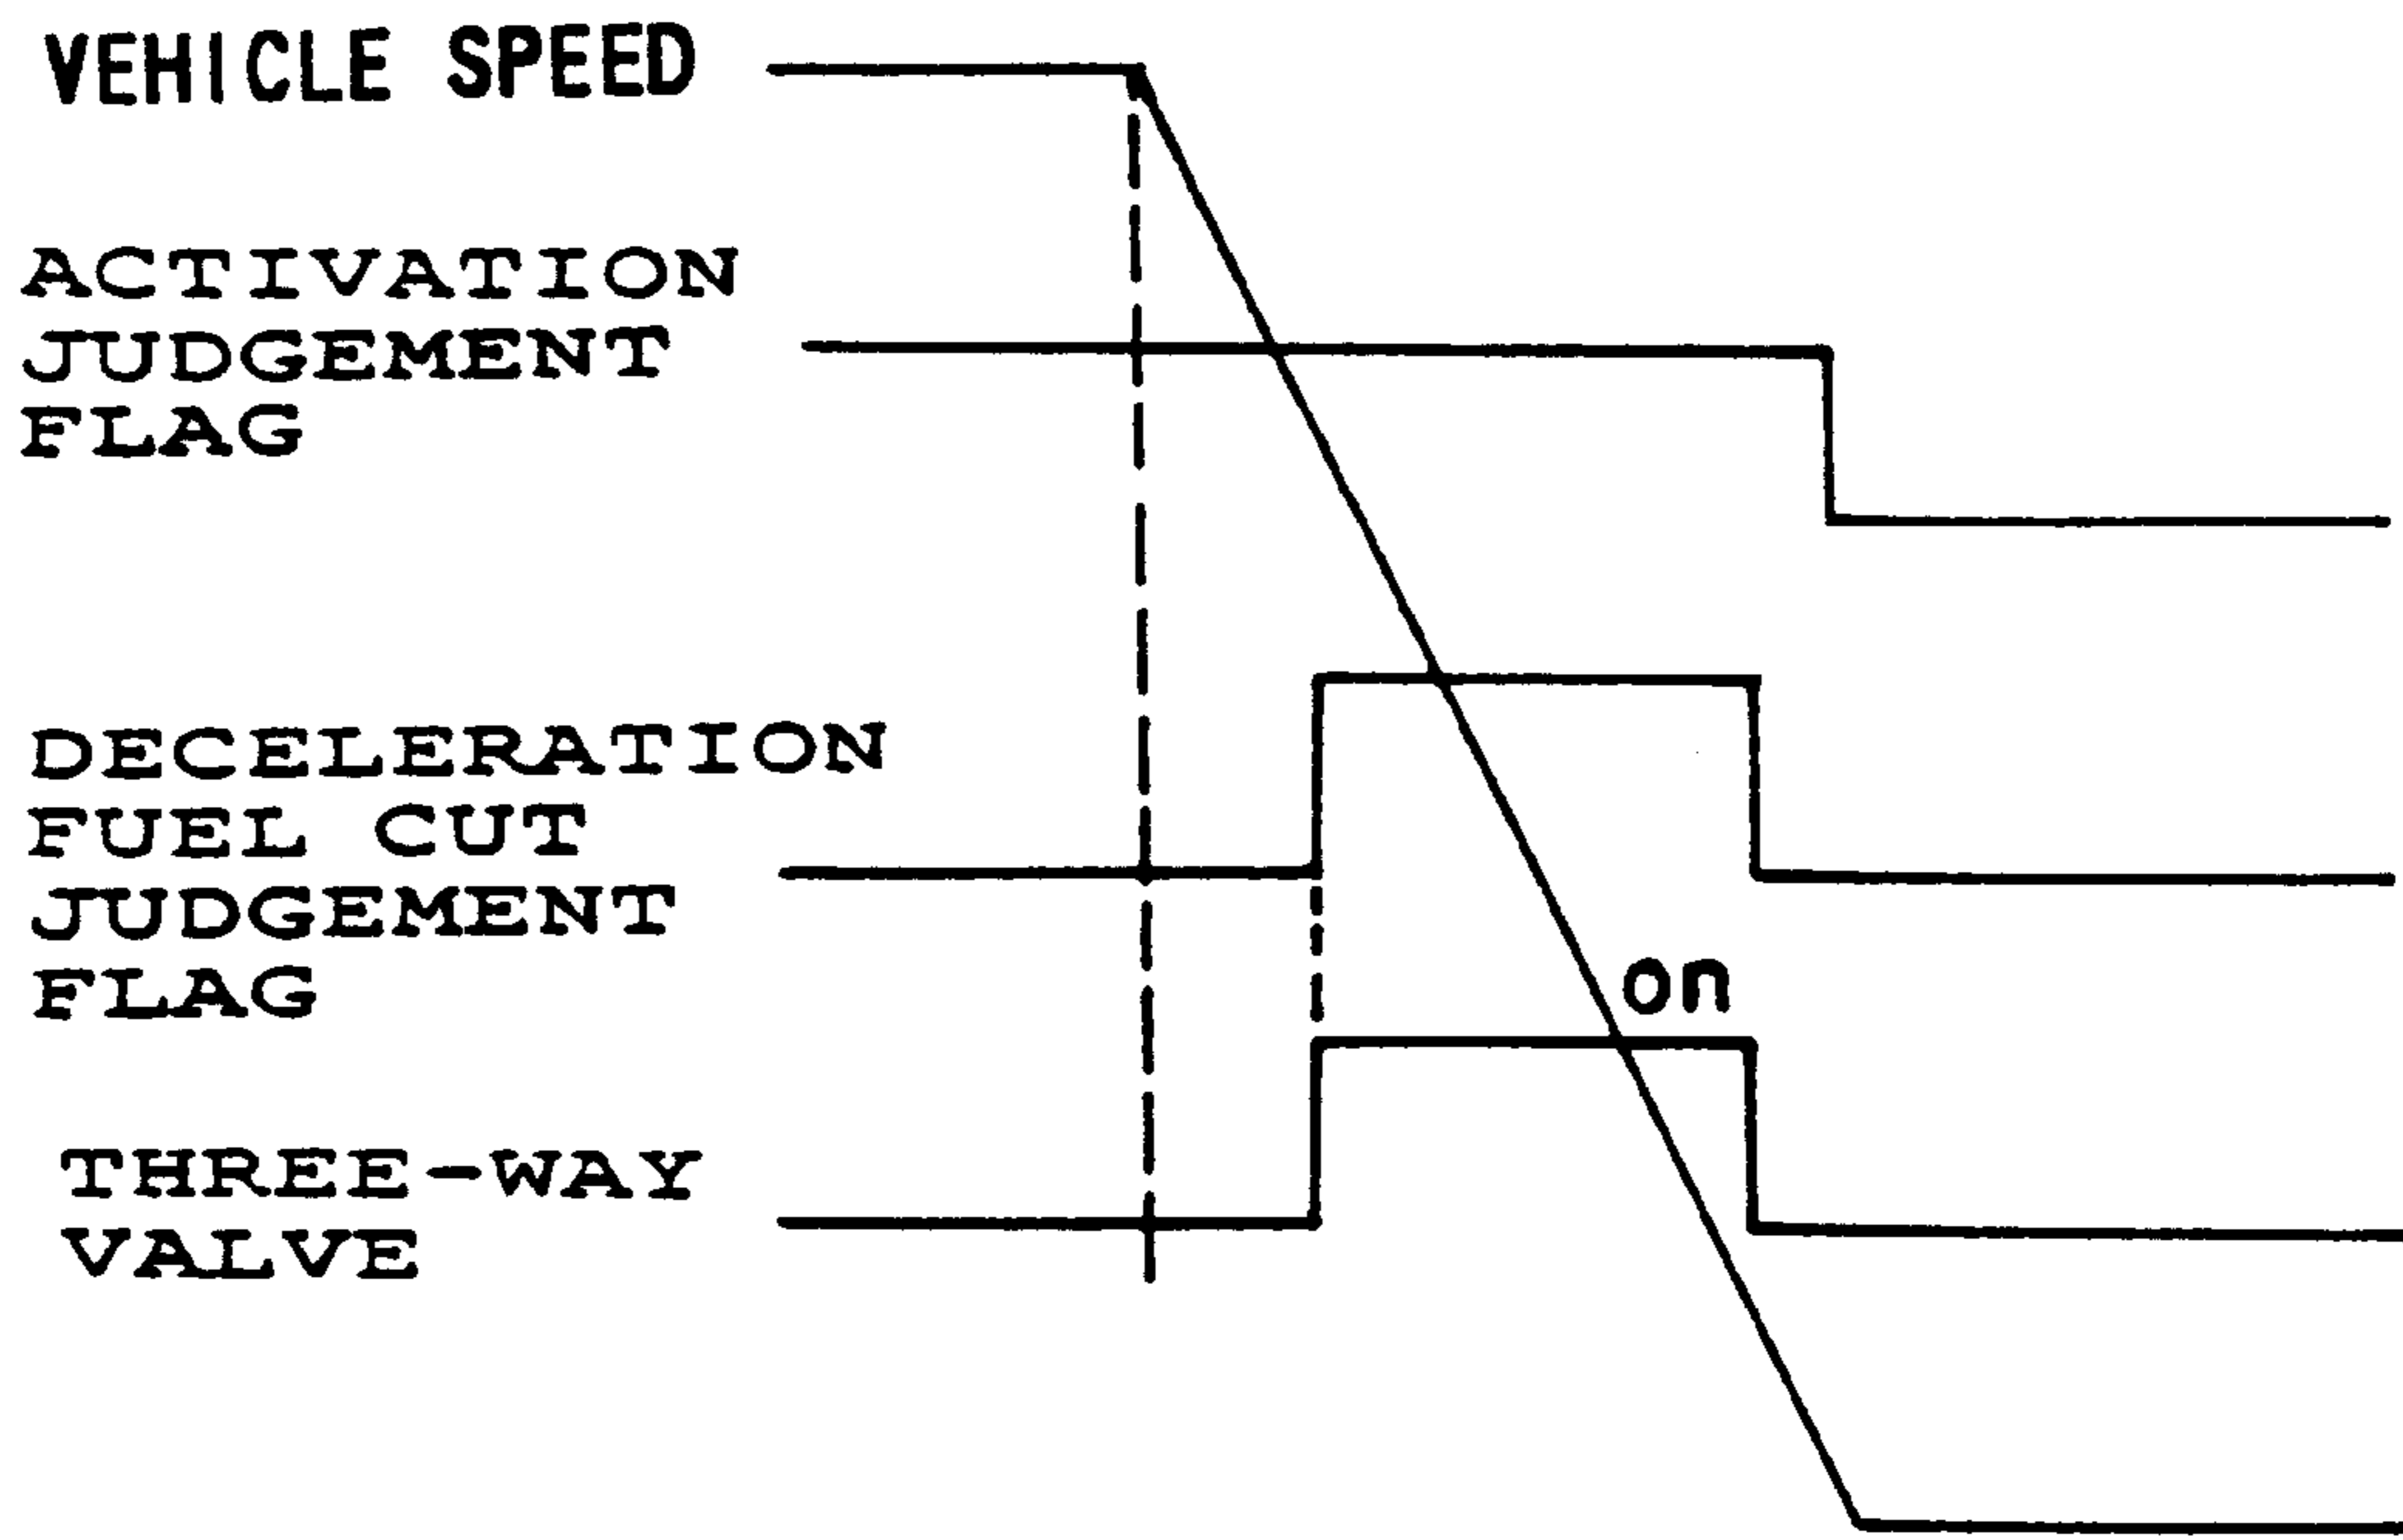 VEHICLE SPEED
ACTIVATION
JUDGEMENT
FLAG
DECELERATION
FUEL CUT
JUDGEMENT
FLAG
on
THREE-WAY
VALVE